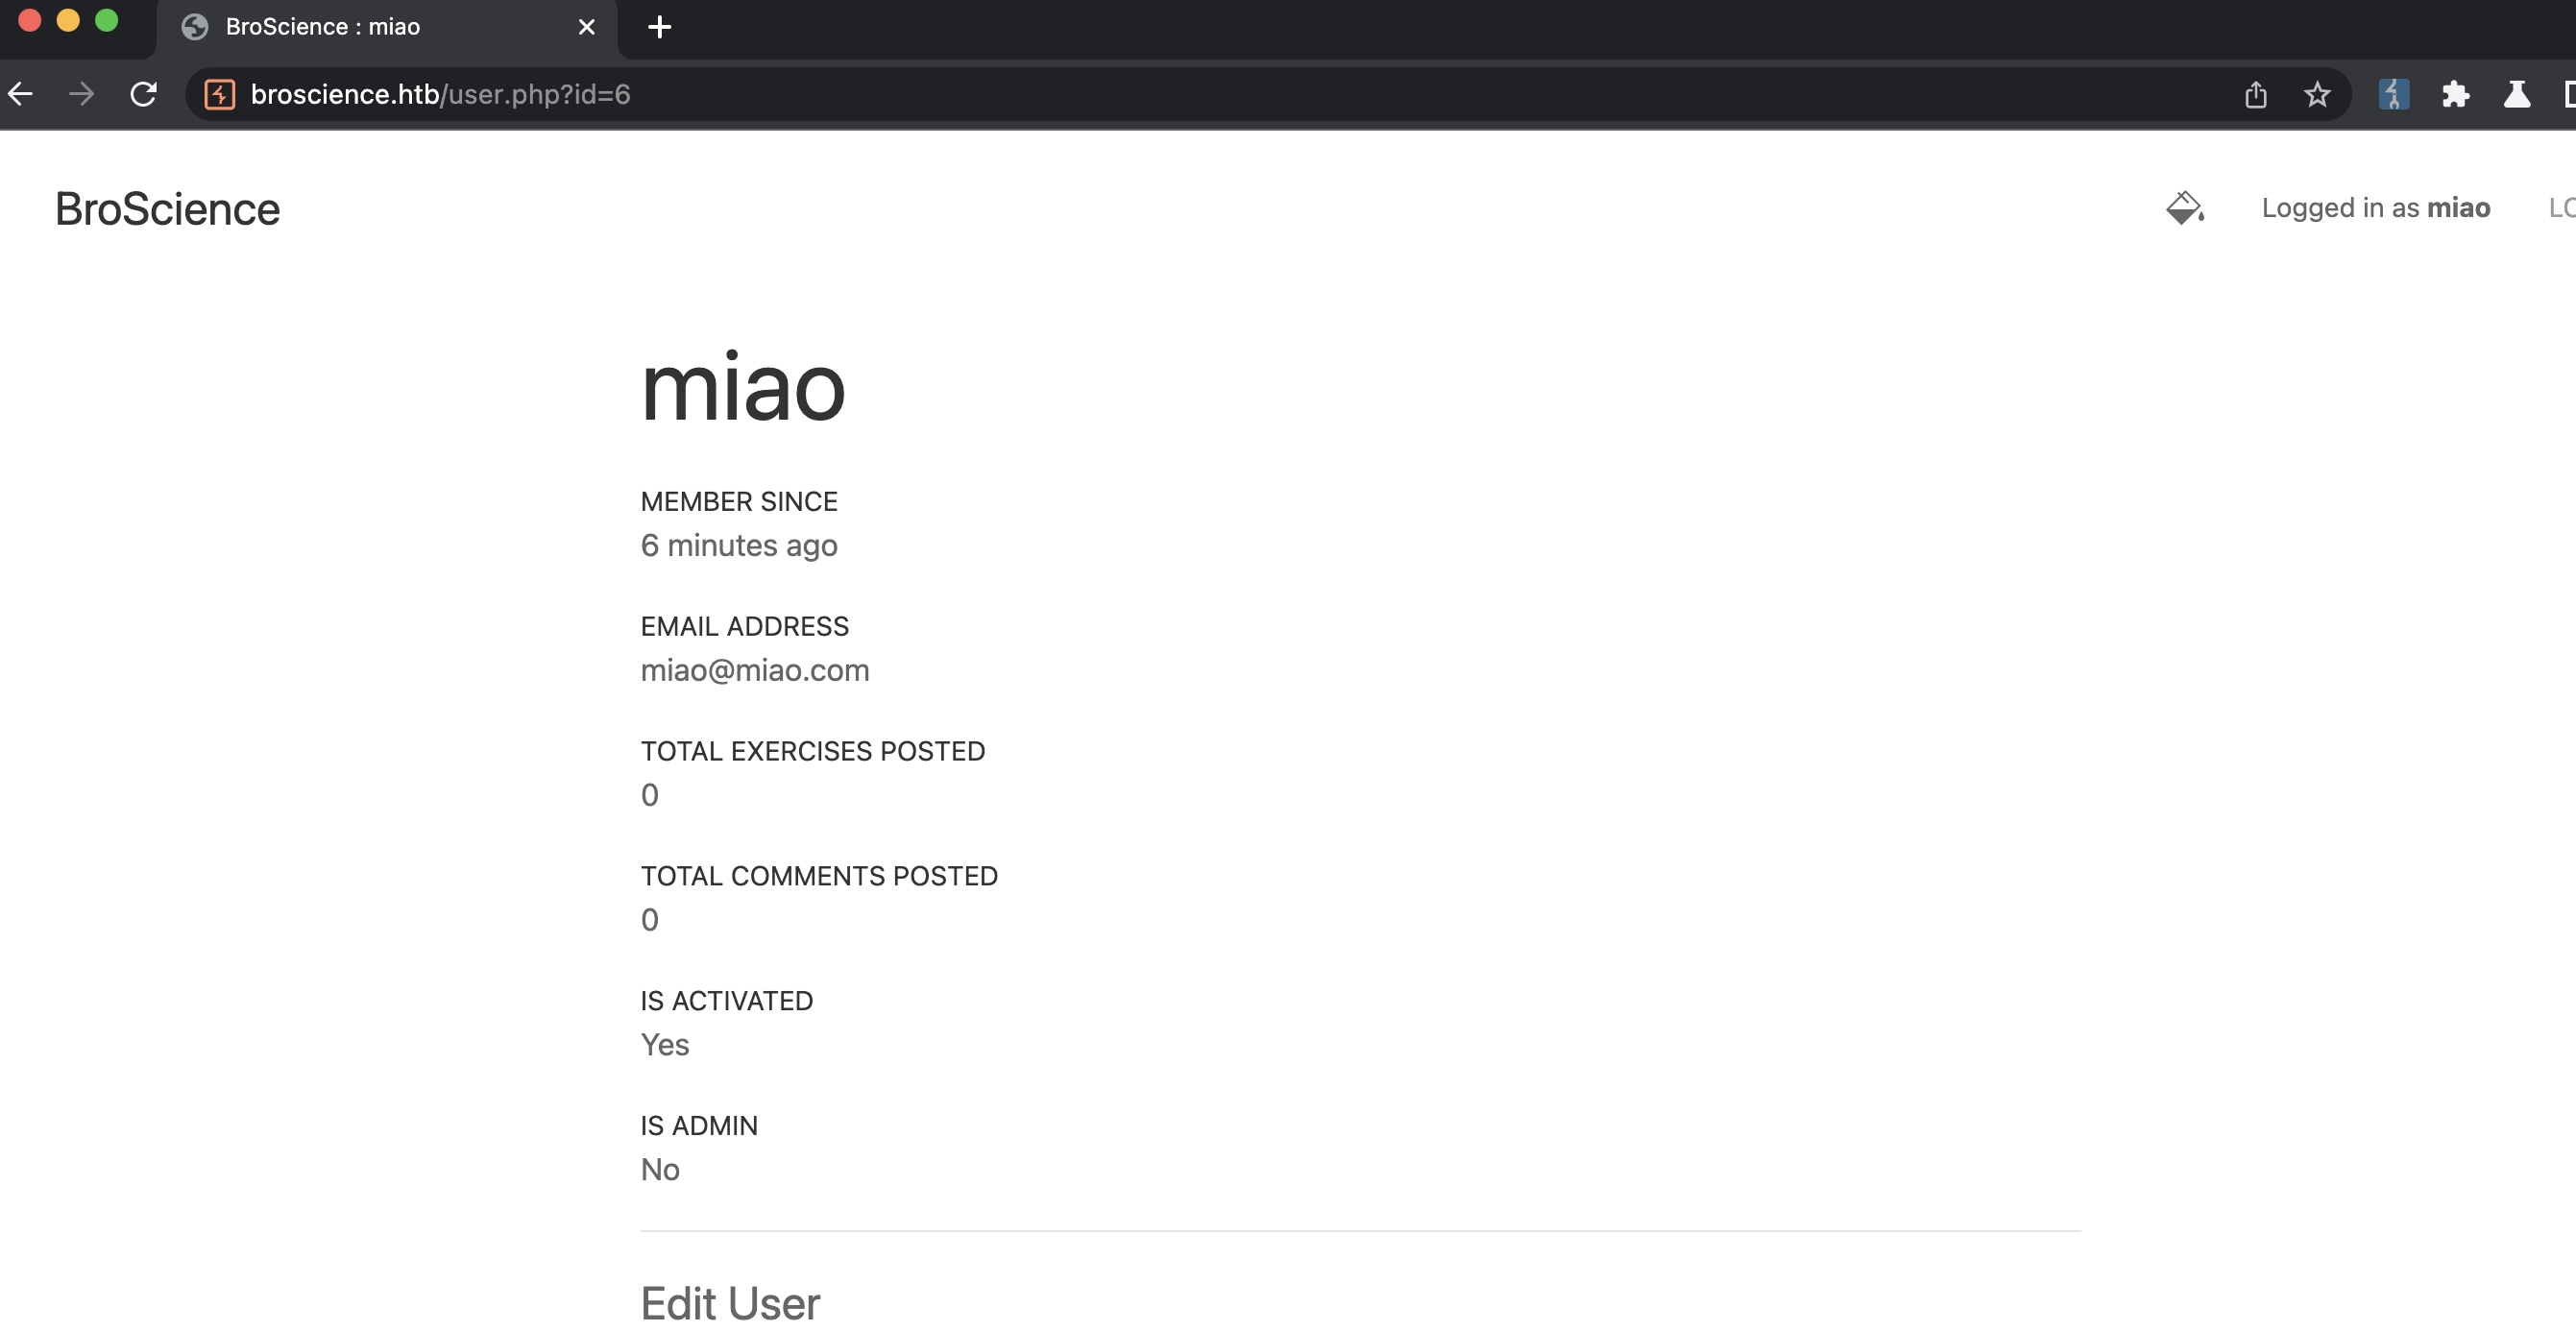 BroScience : miao
broscience.htb/user.php?id=6
BroScience
Logged in as miao
miao
MEMBER SINCE
6 minutes ago
EMAIL ADDRESS
miao@miao.com
TOTAL EXERCISES POSTED
0
TOTAL COMMENTS POSTED
0
IS ACTIVATED
Yes
IS ADMIN
No
Edit User